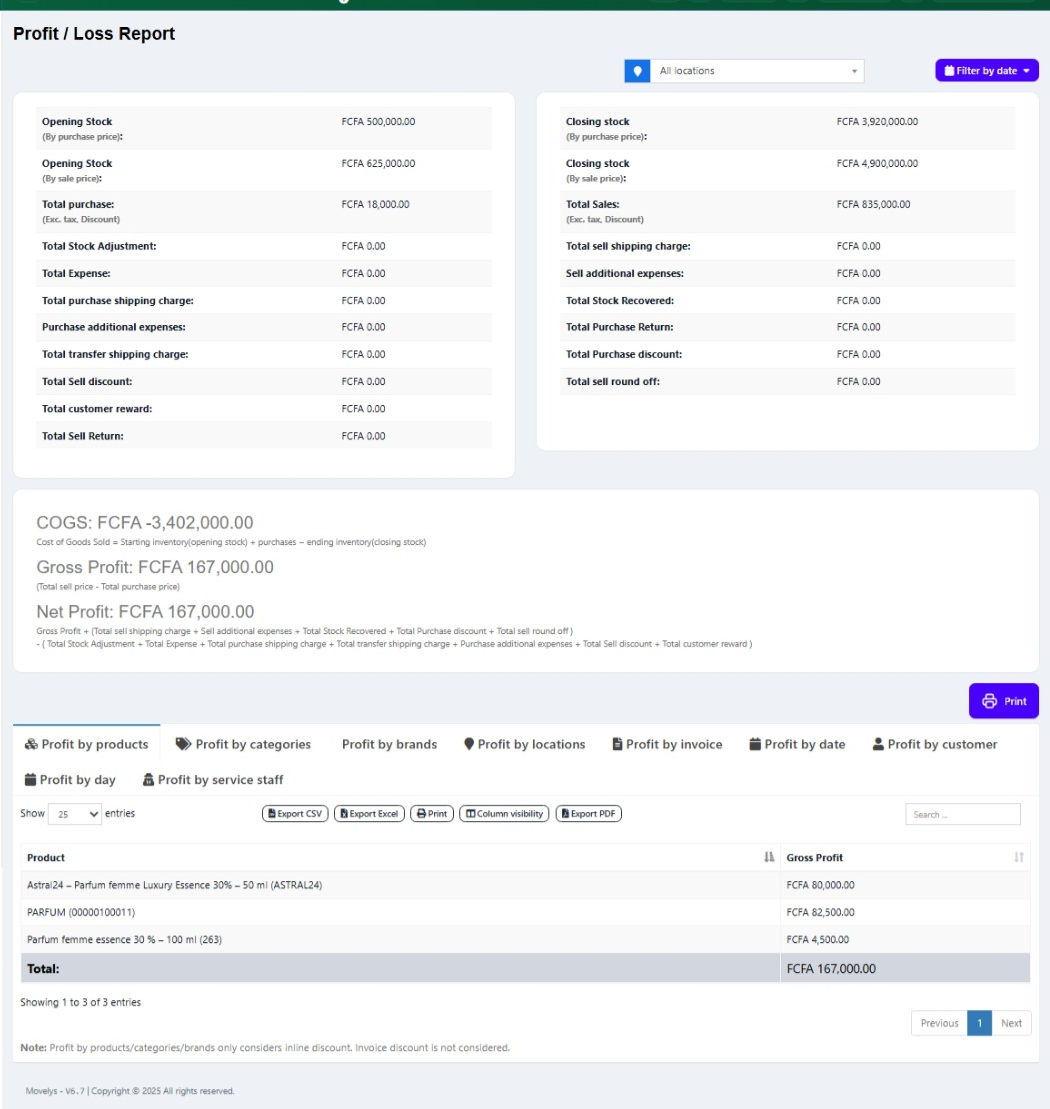 Profit / Loss Report
All locations
Filter by date
Opening Stock FCFA 500,000.00
(By purchase price):
Opening Stock FCFA 625,000.00
(By sale price):
Total purchase: FCFA 18,000.00
(Exc. tax, Discount)
Total Stock Adjustment: FCFA 0.00
Total Expense: FCFA 0.00
Total purchase shipping charge: FCFA 0.00
Purchase additional expenses: FCFA 0.00
Total transfer shipping charge: FCFA 0.00
Total Sell discount: FCFA 0.00
Total customer reward: FCFA 0.00
Total Sell Return: FCFA 0.00
Closing stock FCFA 3,920,000.00
(By purchase price):
Closing stock FCFA 4,900,000.00
(By sale price):
Total Sales: FCFA 835,000.00
(Exc. tax, Discount)
Total sell shipping charge: FCFA 0.00
Sell additional expenses: FCFA 0.00
Total Stock Recovered: FCFA 0.00
Total Purchase Return: FCFA 0.00
Total Purchase discount: FCFA 0.00
Total sell round off: FCFA 0.00
COGS: FCFA -3,402,000.00
Cost of Goods Sold = Starting inventory(opening stock) + purchases − ending inventory(closing stock)
Gross Profit: FCFA 167,000.00
(Total sell price - Total purchase price)
Net Profit: FCFA 167,000.00
Gross Profit + (Total sell shipping charge + Sell additional expenses + Total Stock Recovered + Total Purchase discount + Total sell round off )
- ( Total Stock Adjustment + Total Expense + Total purchase shipping charge + Total transfer shipping charge + Purchase additional expenses + Total Sell discount + Total customer reward )
Print
Profit by products Profit by categories Profit by brands Profit by locations Profit by invoice Profit by date Profit by customer
Profit by day Profit by service staff
Show 25 entries Export CSV Export Excel Print Column visibility Export PDF Search ...
Product Gross Profit
Astral24 – Parfum femme Luxury Essence 30% – 50 ml (ASTRAL24) FCFA 80,000.00
PARFUM (00000100011) FCFA 82,500.00
Parfum femme essence 30 % – 100 ml (263) FCFA 4,500.00
Total: FCFA 167,000.00
Showing 1 to 3 of 3 entries
Previous 1 Next
Note: Profit by products/categories/brands only considers inline discount. Invoice discount is not considered.
Movelys - V6.7 | Copyright © 2025 All rights reserved.